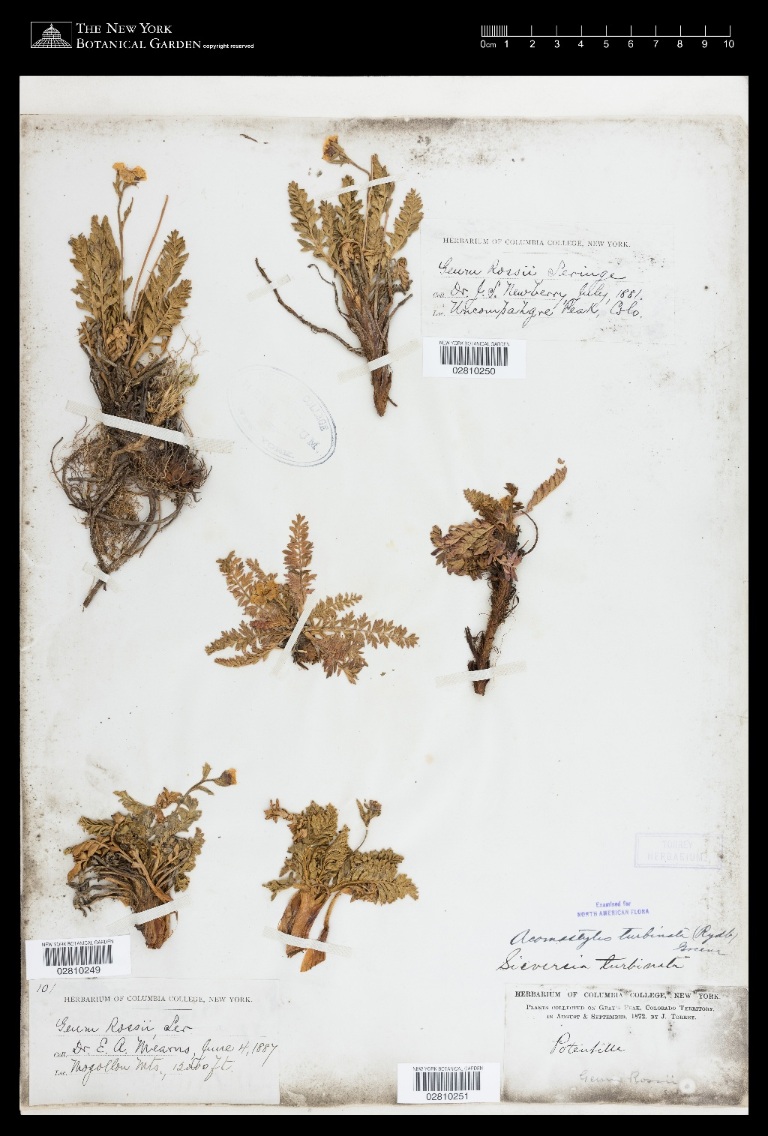 THE NEW YORK
BOTANICAL GARDEN copyright reserved
0cm 1 2 3 4 5 6 7 8 9 10
HERBARIUM OF COLUMBIA COLLEGE, NEW YORK.
Geum Rossii Seringe
Coll. Dr. J. S. Newberry, July, 1881.
Loc. Uncompahgre Peak, Colo.
NEW YORK BOTANICAL GARDEN
02810250
TORREY
HERBARIUM
Examined for
NORTH AMERICAN FLORA
Acomastylis turbinata (Rydb)
Greene
Sieversia turbinata
NEW YORK BOTANICAL GARDEN
02810249
101
HERBARIUM OF COLUMBIA COLLEGE, NEW YORK.
Geum Rossii, Ser
Coll. Dr. E. A. Mearns, June 4, 1887
Loc. Mogollon Mts,
HERBARIUM OF COLUMBIA COLLEGE, NEW YORK.
PLANTS COLLECTED ON GRAY'S PEAK, COLORADO TERRITORY,
IN AUGUST & SEPTEMBER, 1872, BY J. TORREY.
Potentilla
Geum Rossii
NEW YORK BOTANICAL GARDEN
02810251